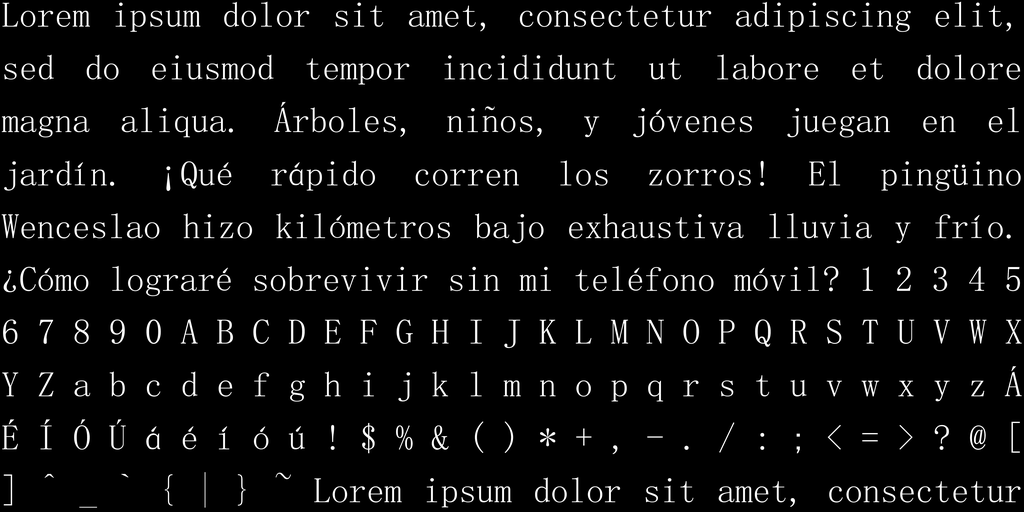 Lorem ipsum dolor sit amet, consectetur adipiscing elit,
sed do eiusmod tempor incididunt ut labore et dolore
magna aliqua. Árboles, niños, y jóvenes juegan en el
jardín. ¡Qué rápido corren los zorros! El pingüino
Wenceslao hizo kilómetros bajo exhaustiva lluvia y frío.
¿Cómo lograré sobrevivir sin mi teléfono móvil? 1 2 3 4 5
6 7 8 9 0 A B C D E F G H I J K L M N O P Q R S T U V W X
Y Z a b c d e f g h i j k l m n o p q r s t u v w x y z Á
É Í Ó Ú á é í ó ú ! $ % & ( ) * + , - . / : ; < = > ? @ [
] ^ _ ` { | } ~ Lorem ipsum dolor sit amet, consectetur